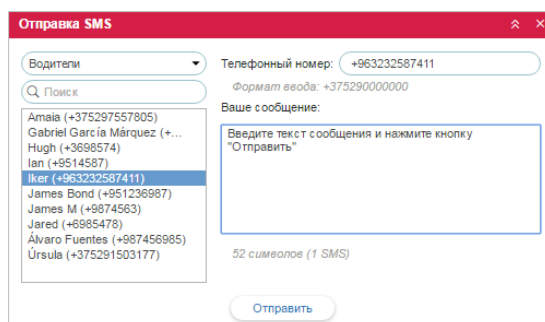 Отправка SMS
Водители
Поиск
Amaia (+375297557805)
Gabriel García Márquez (+...
Hugh (+3698574)
Ian (+9514587)
Iker (+963232587411)
James Bond (+951236987)
James M (+9874563)
Jared (+6985478)
Álvaro Fuentes (+987456985)
Úrsula (+375291503177)
Телефонный номер: +963232587411
Формат ввода: +375290000000
Ваше сообщение:
Введите текст сообщения и нажмите кнопку
"Отправить"
52 символов (1 SMS)
Отправить